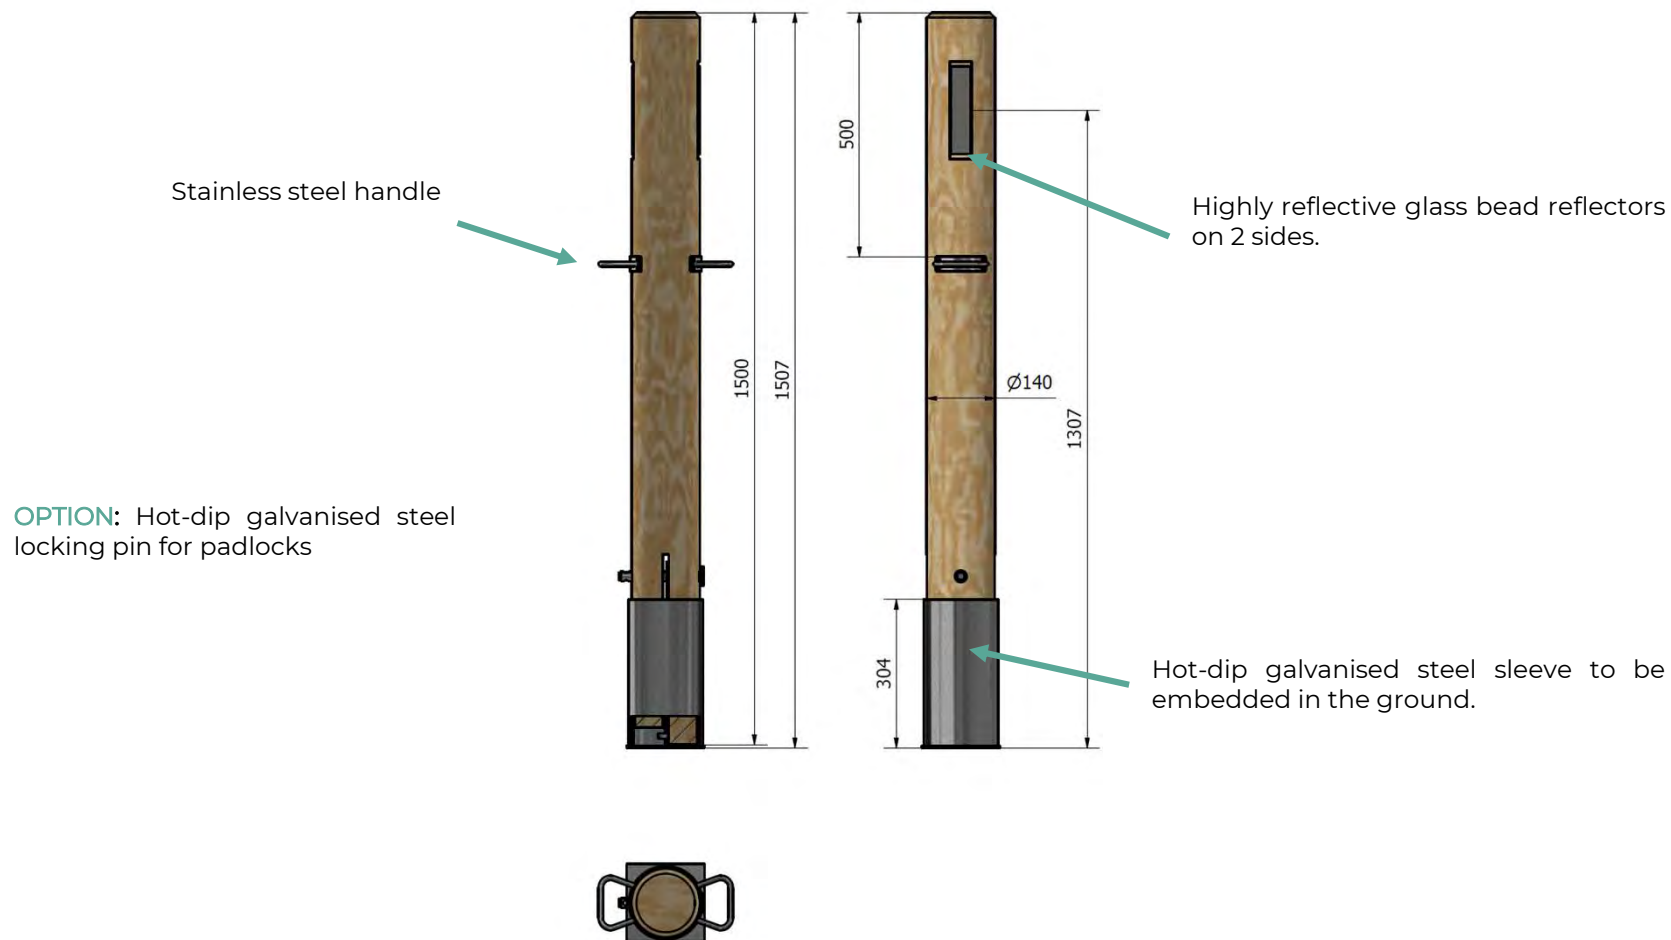 Stainless steel handle
Highly reflective glass bead reflectors
on 2 sides.
OPTION: Hot-dip galvanised steel
locking pin for padlocks
Hot-dip galvanised steel sleeve to be
embedded in the ground.
1500
1507
500
Ø140
1307
304